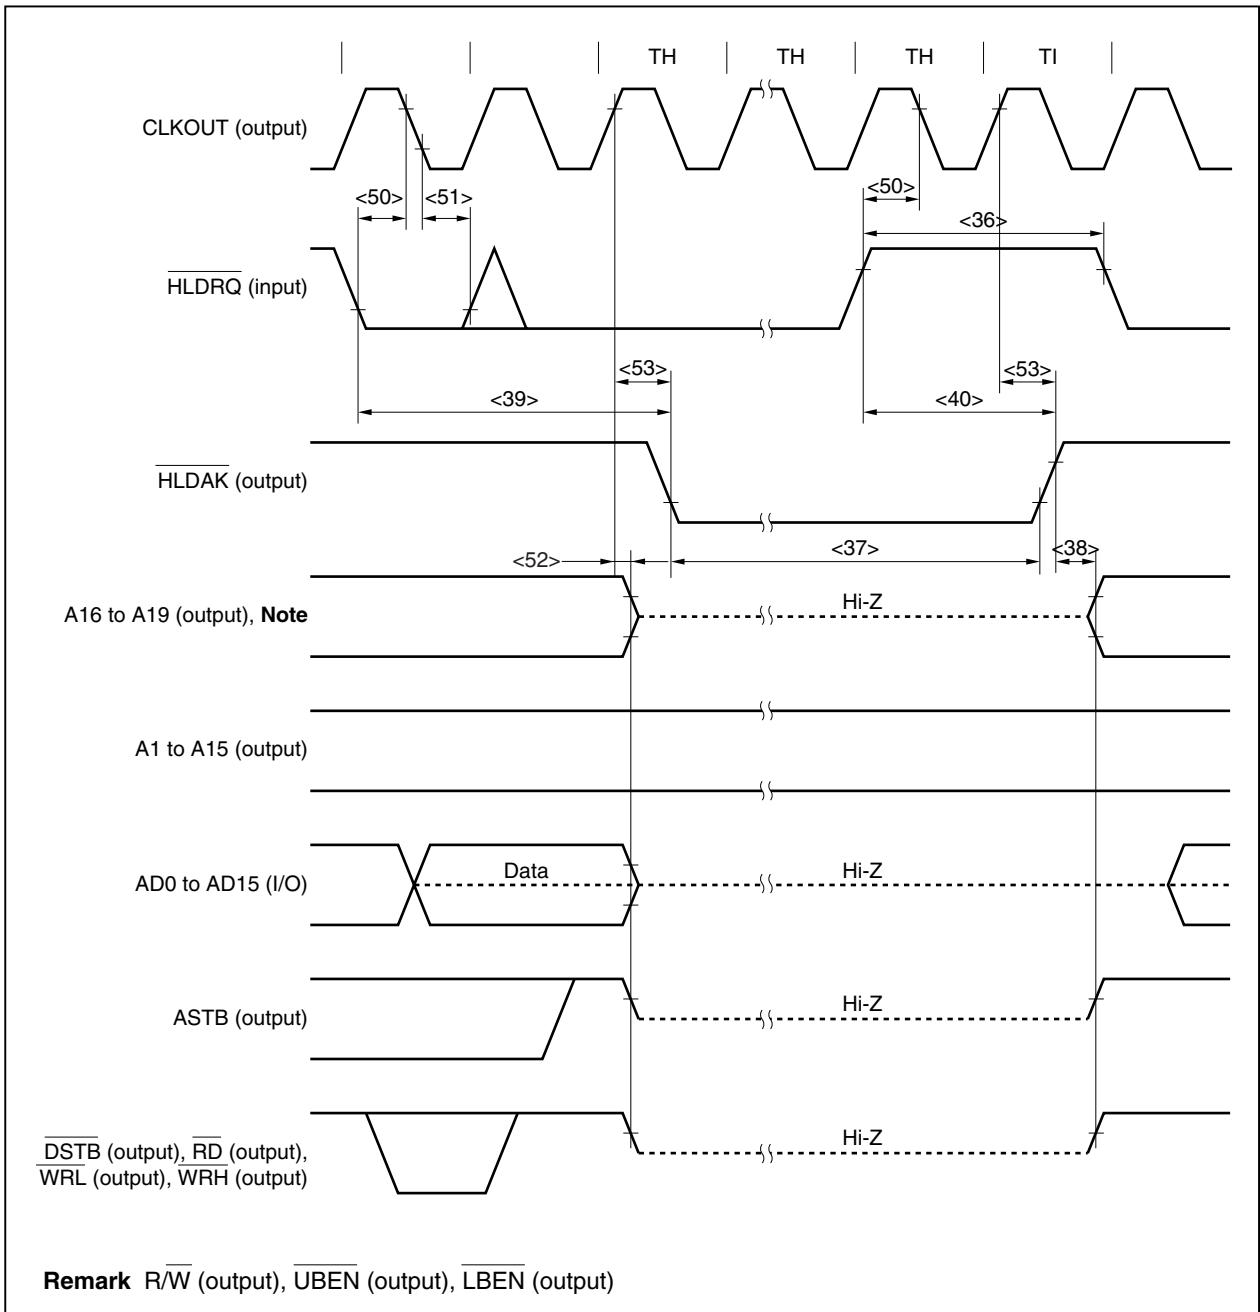 TH TH TH TI
CLKOUT (output)
<50> <51> <50>
<36>
HLDRQ (input)
<53> <53>
<39> <40>
HLDAK (output)
<52> <37> <38>
A16 to A19 (output), Note Hi-Z
A1 to A15 (output)
AD0 to AD15 (I/O) Data Hi-Z
ASTB (output) Hi-Z
DSTB (output), RD (output), Hi-Z
WRL (output), WRH (output)
Remark R/W (output), UBEN (output), LBEN (output)